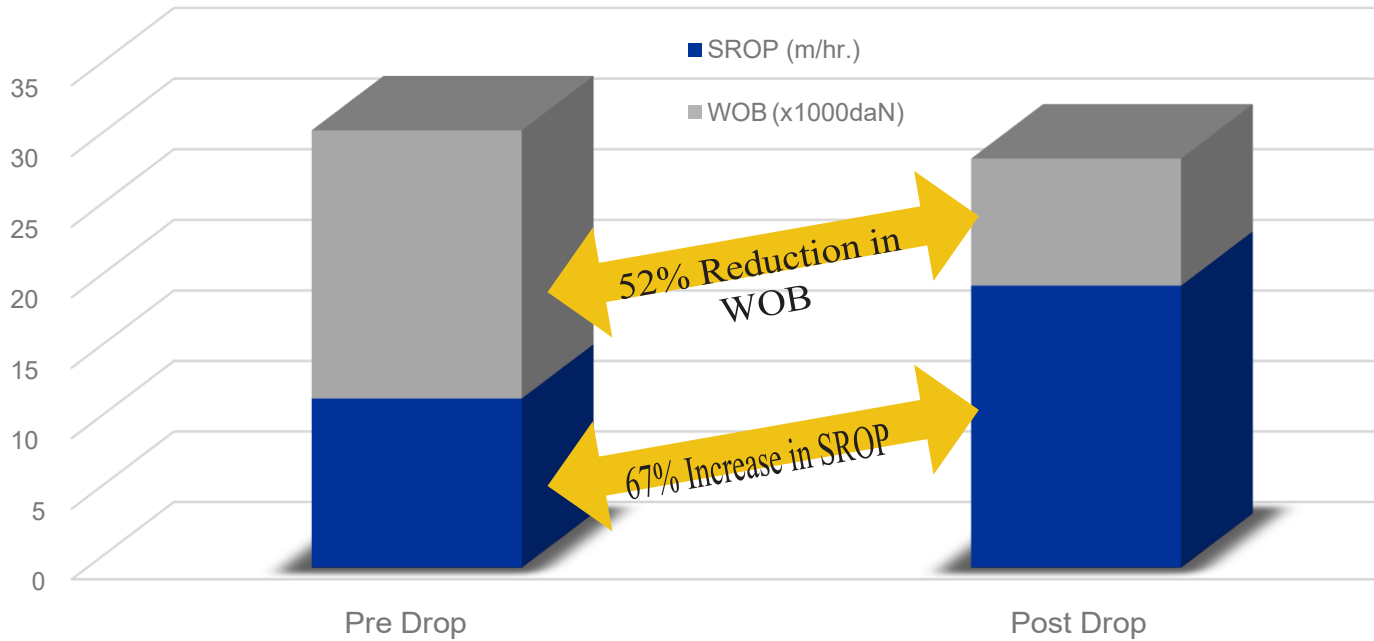 SROP (m/hr.)
WOB (x1000daN)
35
30
25
20
15
10
5
0
52% Reduction in
WOB
67% Increase in SROP
Pre Drop
Post Drop